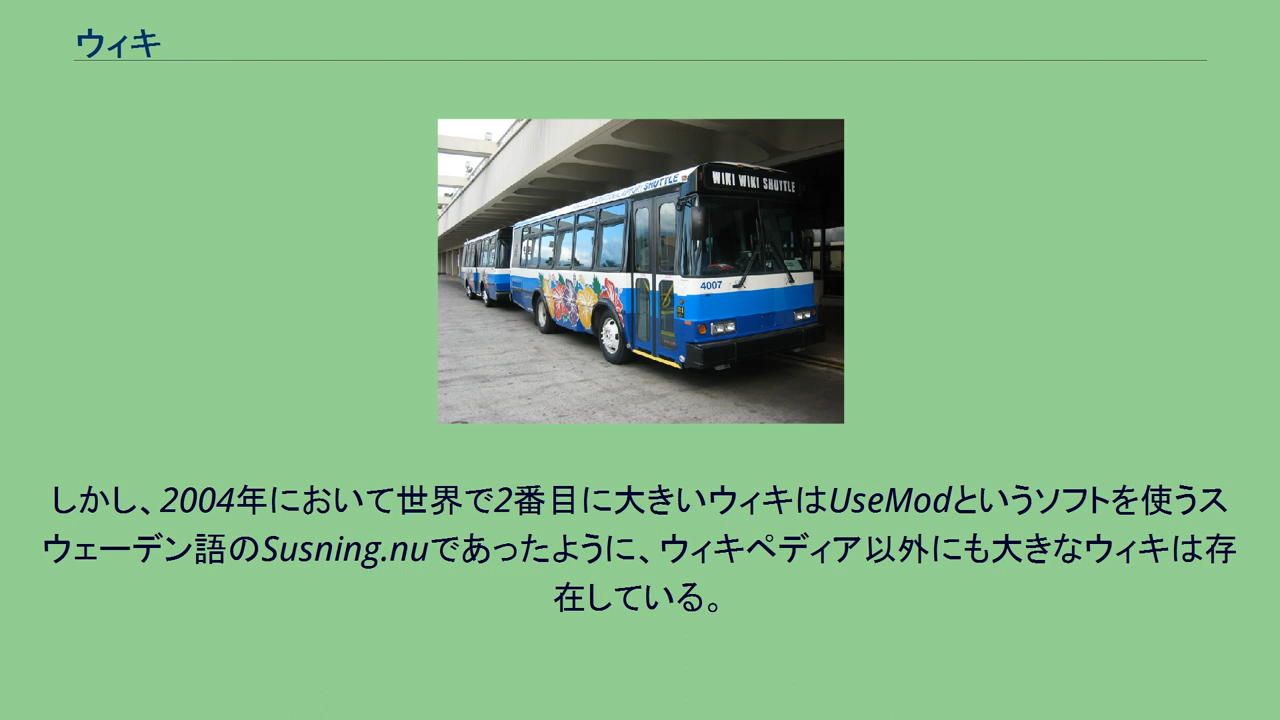 ウィキ
SHUTTLE
WIKI WIKI SHUTTLE
4007
しかし、2004年において世界で2番目に大きいウィキはUseModというソフトを使うス
ウェーデン語のSusning.nuであったように、ウィキペディア以外にも大きなウィキは存
在している。